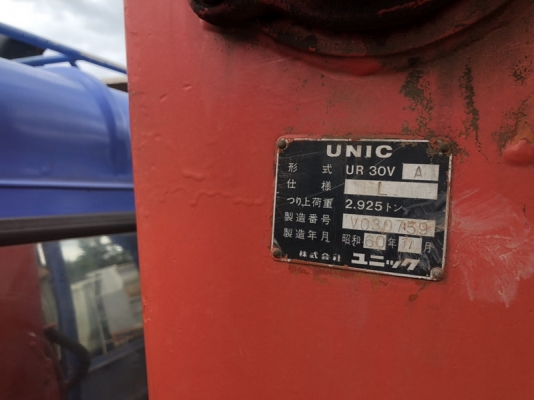 UNIC
形式 UR 30V A
仕様 L
つり上荷重 2.925トン
製造番号 V030759
製造年月 昭和60年7月
株式会社 ユニック